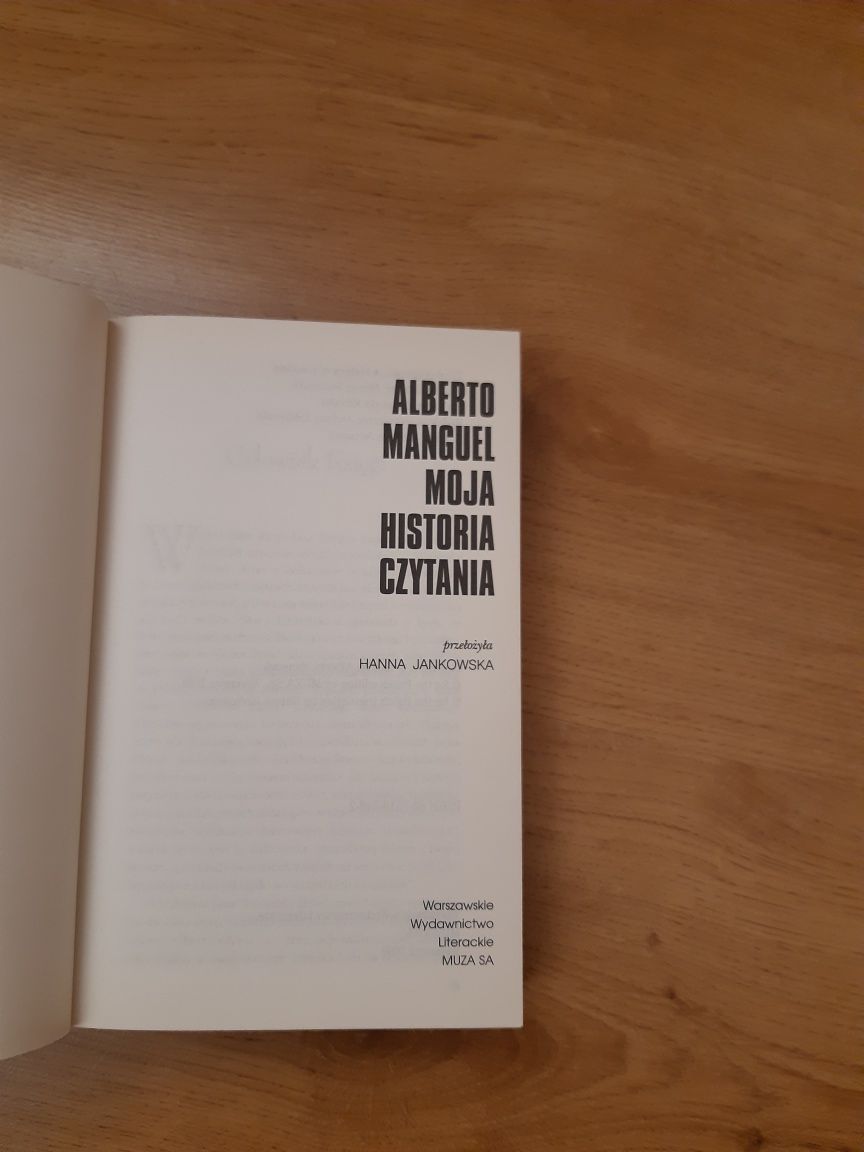 ALBERTO
MANGUEL
MOJA
HISTORIA
CZYTANIA
przełożyła
HANNA JANKOWSKA
Warszawskie
Wydawnictwo
Literackie
MUZA SA